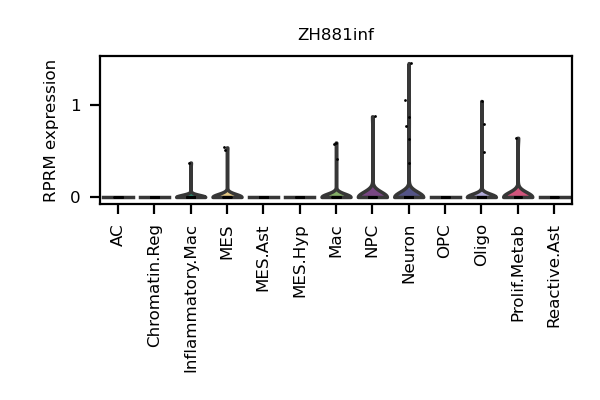 ZH881inf
RPRM expression
1
0
AC
Chromatin.Reg
Inflammatory.Mac
MES
MES.Ast
MES.Hyp
Mac
NPC
Neuron
OPC
Oligo
Prolif.Metab
Reactive.Ast